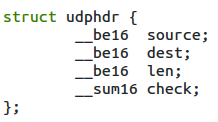 struct udphdr {
        __be16  source;
        __be16  dest;
        __be16  len;
        __sum16 check;
};